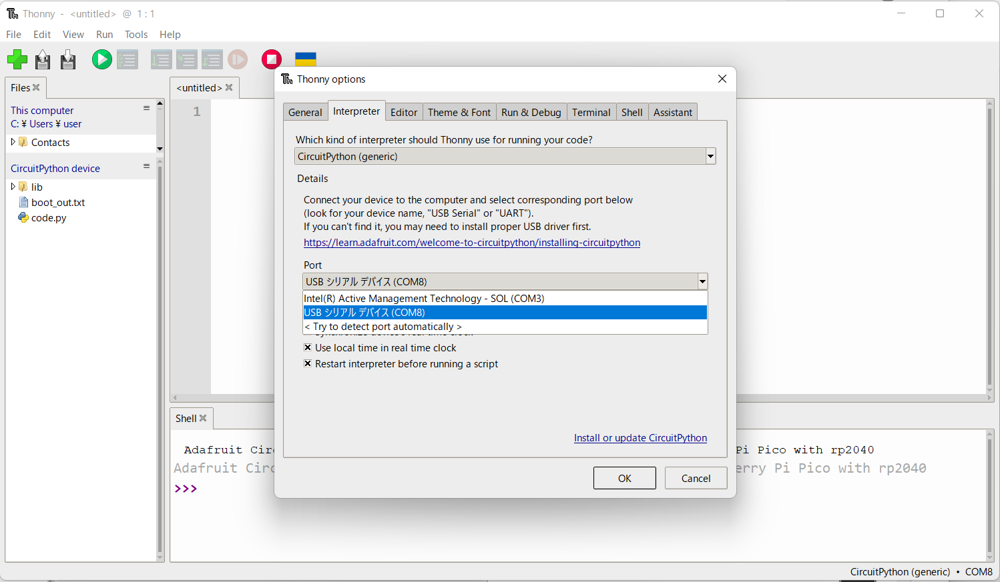 Thonny - <untitled> @ 1 : 1
File Edit View Run Tools Help
Files
This computer
C: ¥ Users ¥ user
Contacts
CircuitPython device
lib
boot_out.txt
code.py
<untitled>
1
Thonny options
General Interpreter Editor Theme & Font Run & Debug Terminal Shell Assistant
Which kind of interpreter should Thonny use for running your code?
CircuitPython (generic)
Details
Connect your device to the computer and select corresponding port below
(look for your device name, "USB Serial" or "UART").
If you can't find it, you may need to install proper USB driver first.
https://learn.adafruit.com/welcome-to-circuitpython/installing-circuitpython
Port
USB シリアル デバイス (COM8)
Intel(R) Active Management Technology - SOL (COM3)
USB シリアル デバイス (COM8)
< Try to detect port automatically >
Use local time in real time clock
Restart interpreter before running a script
Install or update CircuitPython
OK Cancel
Shell
Adafruit Pi Pico with rp2040
Adafruit Pi Pico with rp2040
>>>
CircuitPython (generic) • COM8